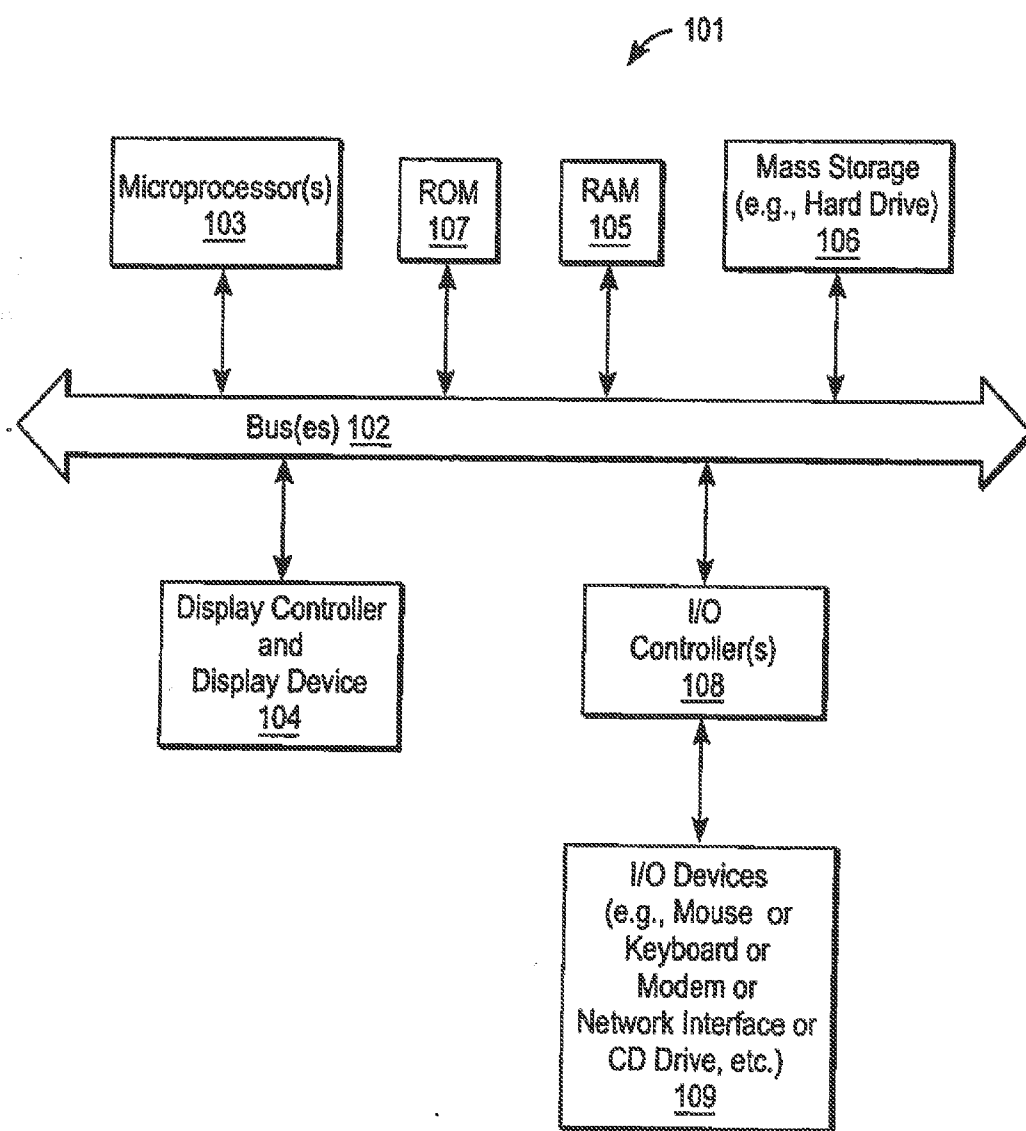 101
Microprocessor(s)
103
ROM
107
RAM
105
Mass Storage
(e.g., Hard Drive)
106
Bus(es) 102
Display Controller
and
Display Device
104
I/O
Controller(s)
108
I/O Devices
(e.g., Mouse or
Keyboard or
Modem or
Network Interface or
CD Drive, etc.)
109